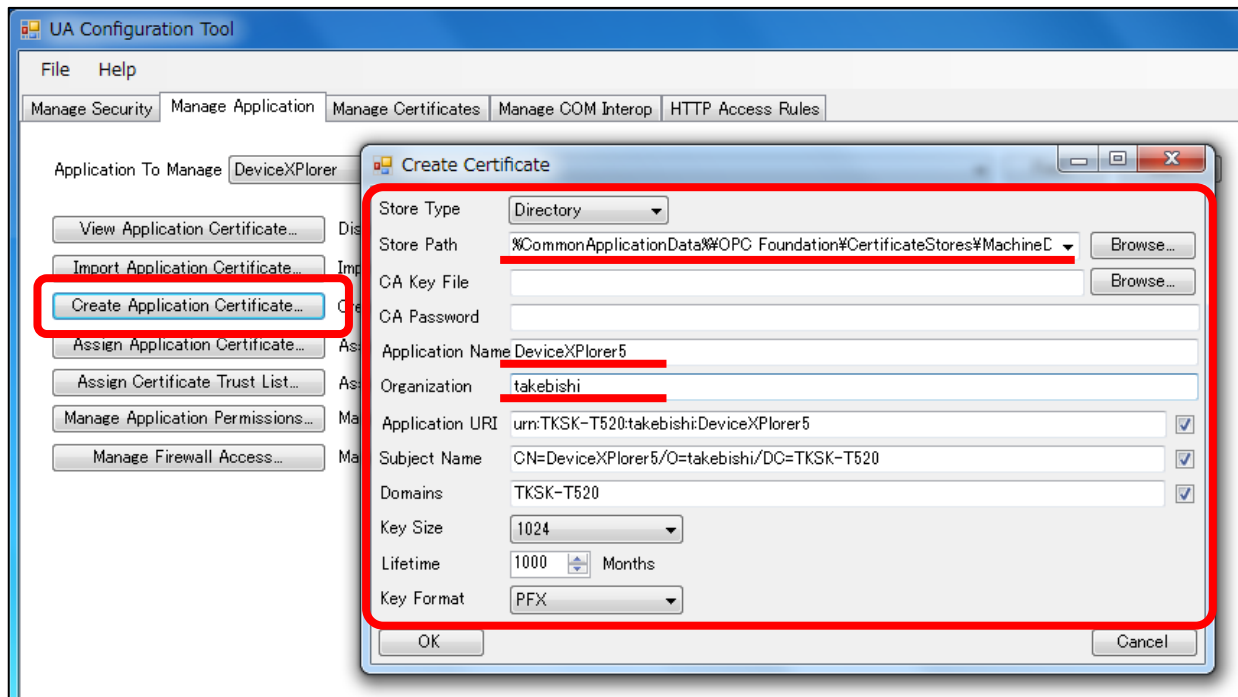 UA Configuration Tool
File Help
Manage Security Manage Application Manage Certificates Manage COM Interop HTTP Access Rules
Application To Manage DeviceXPlorer
View Application Certificate...
Import Application Certificate...
Create Application Certificate...
Assign Application Certificate...
Assign Certificate Trust List...
Manage Application Permissions...
Manage Firewall Access...
Create Certificate
Store Type Directory
Store Path %CommonApplicationData%¥OPC Foundation¥CertificateStores¥MachineD Browse...
CA Key File Browse...
CA Password
Application Name DeviceXPlorer5
Organization takebishi
Application URI urn:TKSK-T520:takebishi:DeviceXPlorer5
Subject Name CN=DeviceXPlorer5/O=takebishi/DC=TKSK-T520
Domains TKSK-T520
Key Size 1024
Lifetime 1000 Months
Key Format PFX
OK Cancel